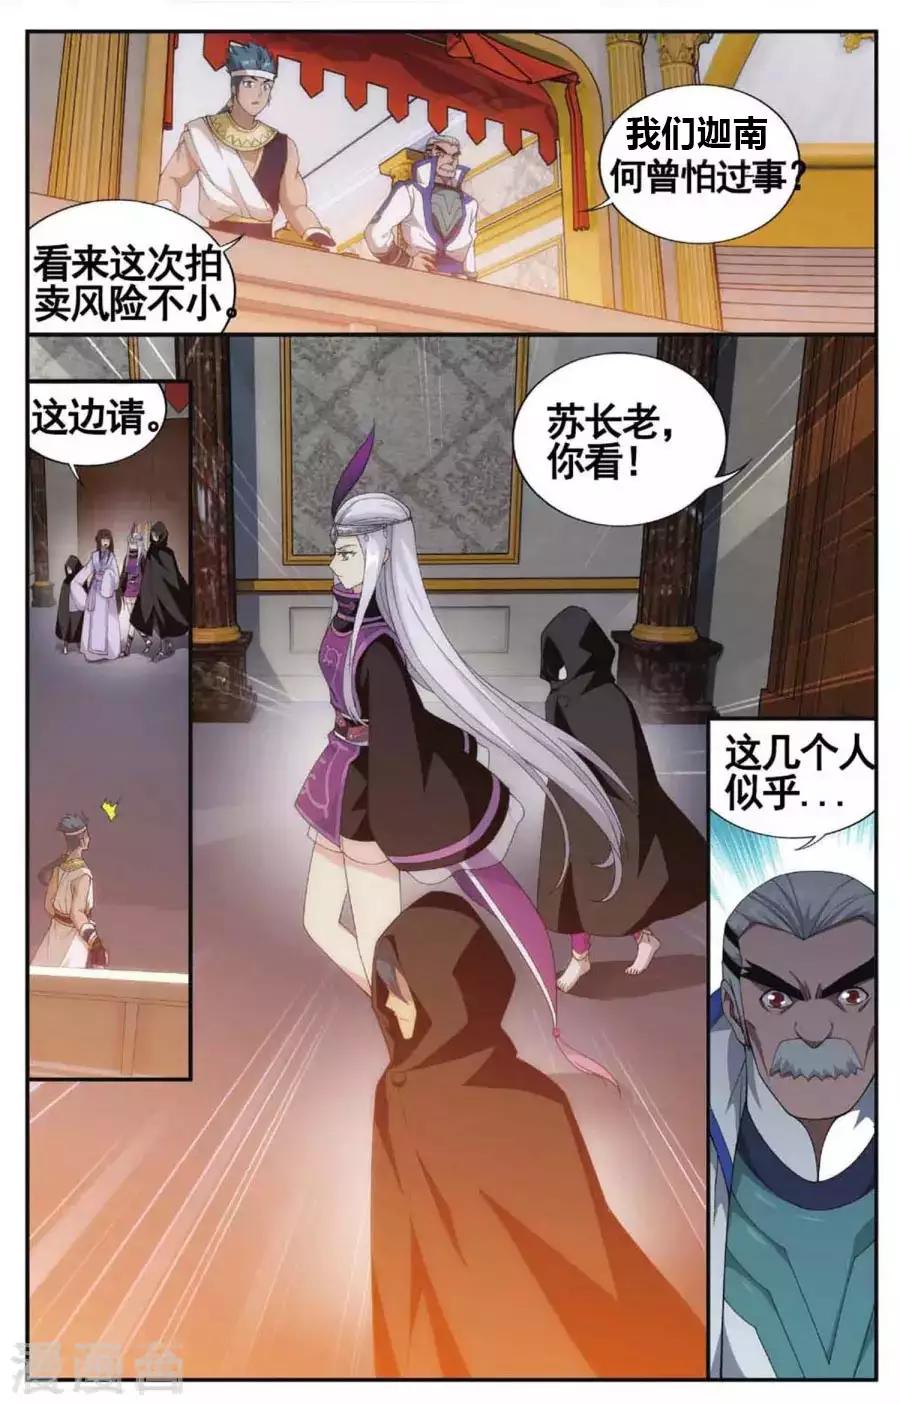 我们迦南
何曾怕过事？
看来这次拍
卖风险不小。
这边请。
苏长老，
你看！
这几个人
似乎...
漫漫画台